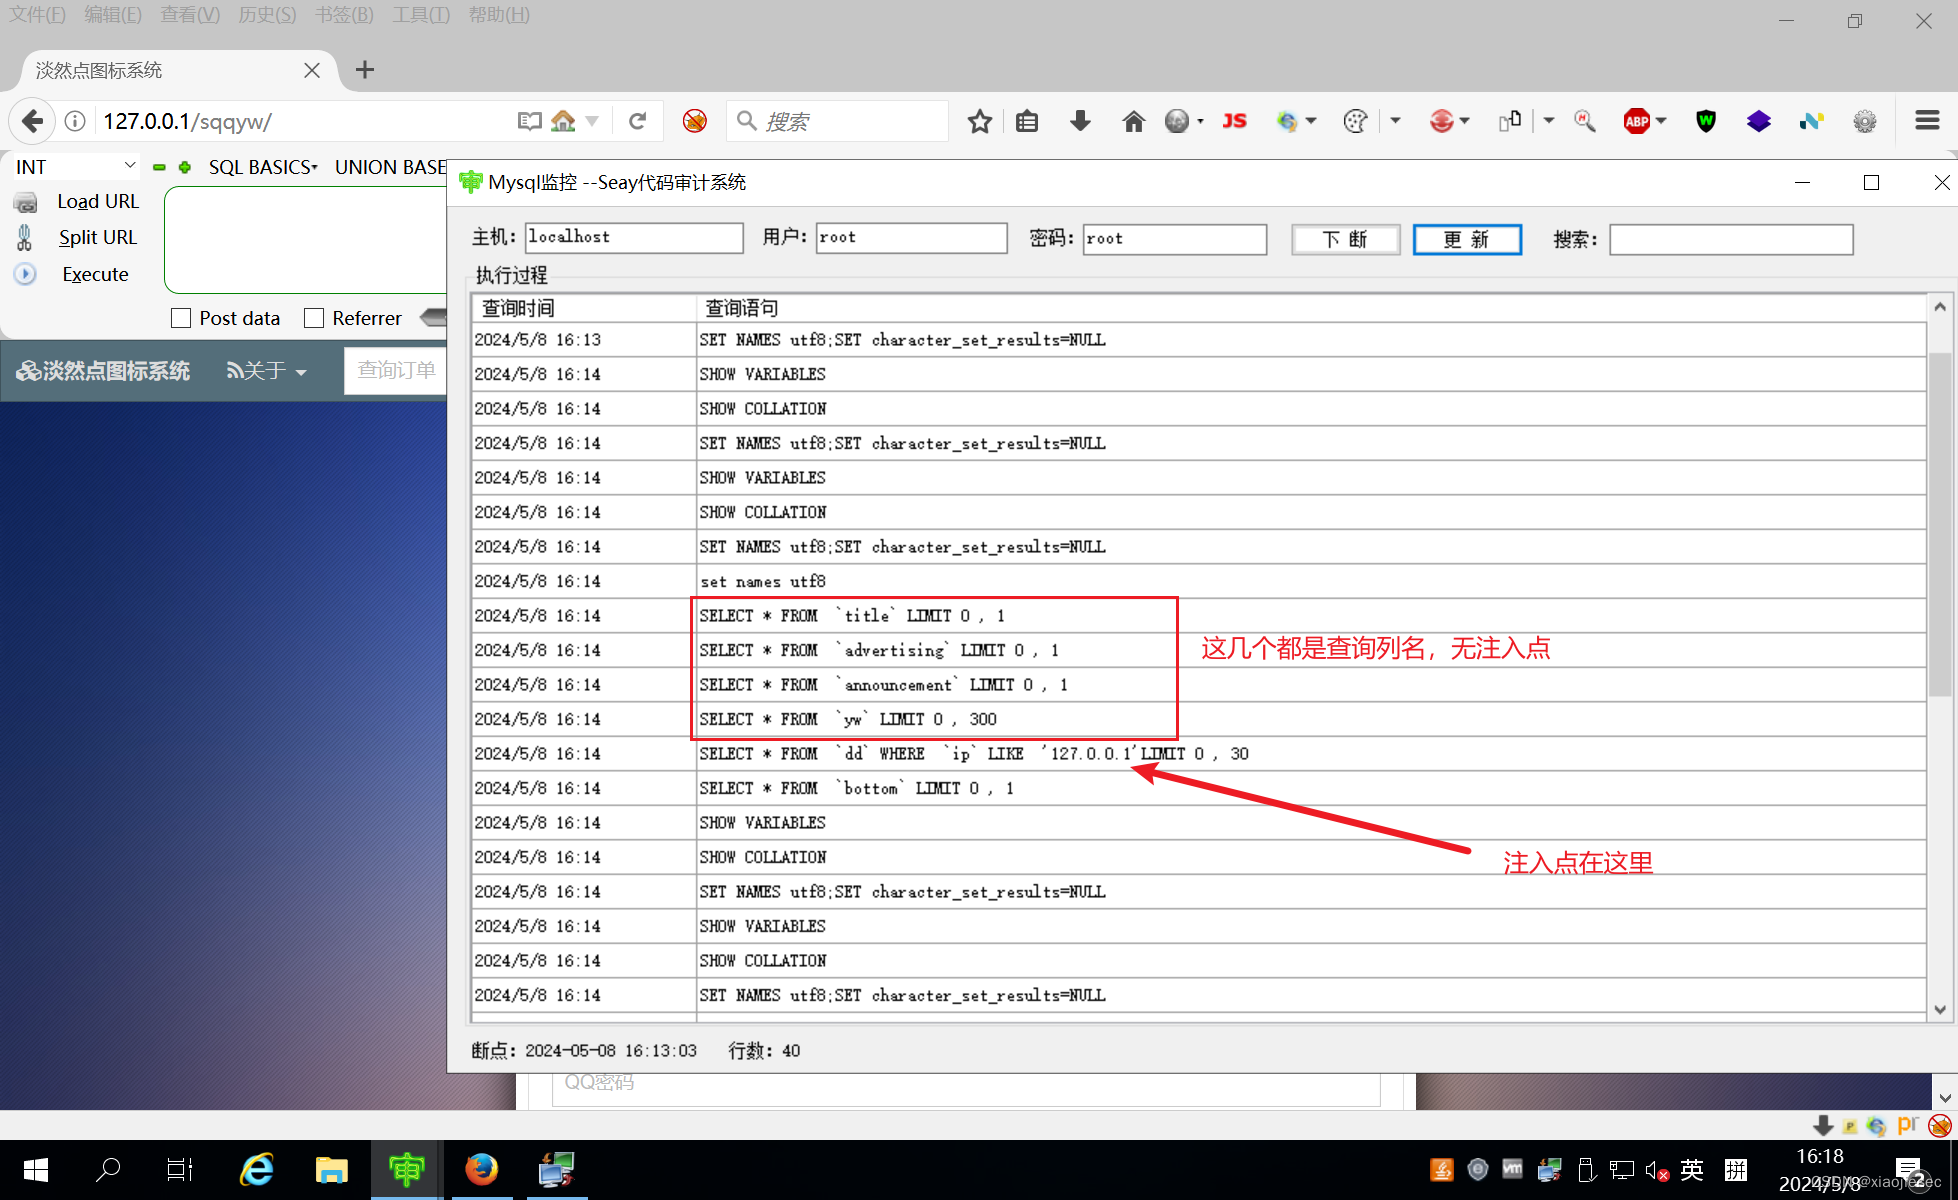 文件(F) 编辑(E) 查看(V) 历史(S) 书签(B) 工具(T) 帮助(H)
淡然点图标系统
127.0.0.1/sqqyw/
搜索
JS
ABP
INT
SQL BASICS
UNION BASE
Load URL
Split URL
Execute
Post data
Referrer
淡然点图标系统
关于
查询订单
Mysql监控 --Seay代码审计系统
主机: localhost 用户: root 密码: root 下 断 更 新 搜索:
执行过程
查询时间 查询语句
2024/5/8 16:13 SET NAMES utf8;SET character_set_results=NULL
2024/5/8 16:14 SHOW VARIABLES
2024/5/8 16:14 SHOW COLLATION
2024/5/8 16:14 SET NAMES utf8;SET character_set_results=NULL
2024/5/8 16:14 SHOW VARIABLES
2024/5/8 16:14 SHOW COLLATION
2024/5/8 16:14 SET NAMES utf8;SET character_set_results=NULL
2024/5/8 16:14 set names utf8
2024/5/8 16:14 SELECT * FROM `title` LIMIT 0 , 1
2024/5/8 16:14 SELECT * FROM `advertising` LIMIT 0 , 1
这几个都是查询列名，无注入点
2024/5/8 16:14 SELECT * FROM `announcement` LIMIT 0 , 1
2024/5/8 16:14 SELECT * FROM `yw` LIMIT 0 , 300
2024/5/8 16:14 SELECT * FROM `dd` WHERE `ip` LIKE '127.0.0.1'LIMIT 0 , 30
2024/5/8 16:14 SELECT * FROM `bottom` LIMIT 0 , 1
2024/5/8 16:14 SHOW VARIABLES
2024/5/8 16:14 SHOW COLLATION
注入点在这里
2024/5/8 16:14 SET NAMES utf8;SET character_set_results=NULL
2024/5/8 16:14 SHOW VARIABLES
2024/5/8 16:14 SHOW COLLATION
2024/5/8 16:14 SET NAMES utf8;SET character_set_results=NULL
断点: 2024-05-08 16:13:03 行数: 40
QQ密码
pr
英 拼
16:18
2024/5/8
2